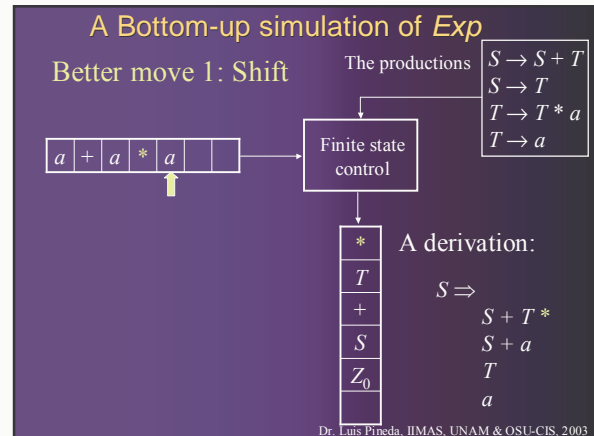 A Bottom-up simulation of Exp
Better move 1: Shift
The productions
S → S + T
S → T
T → T * a
T → a
a + a * a
Finite state
control
*
T
+
S
Z₀
A derivation:
S ⇒
S + T *
S + a
T
a
Dr. Luis Pineda, IIMAS, UNAM & OSU-CIS, 2003